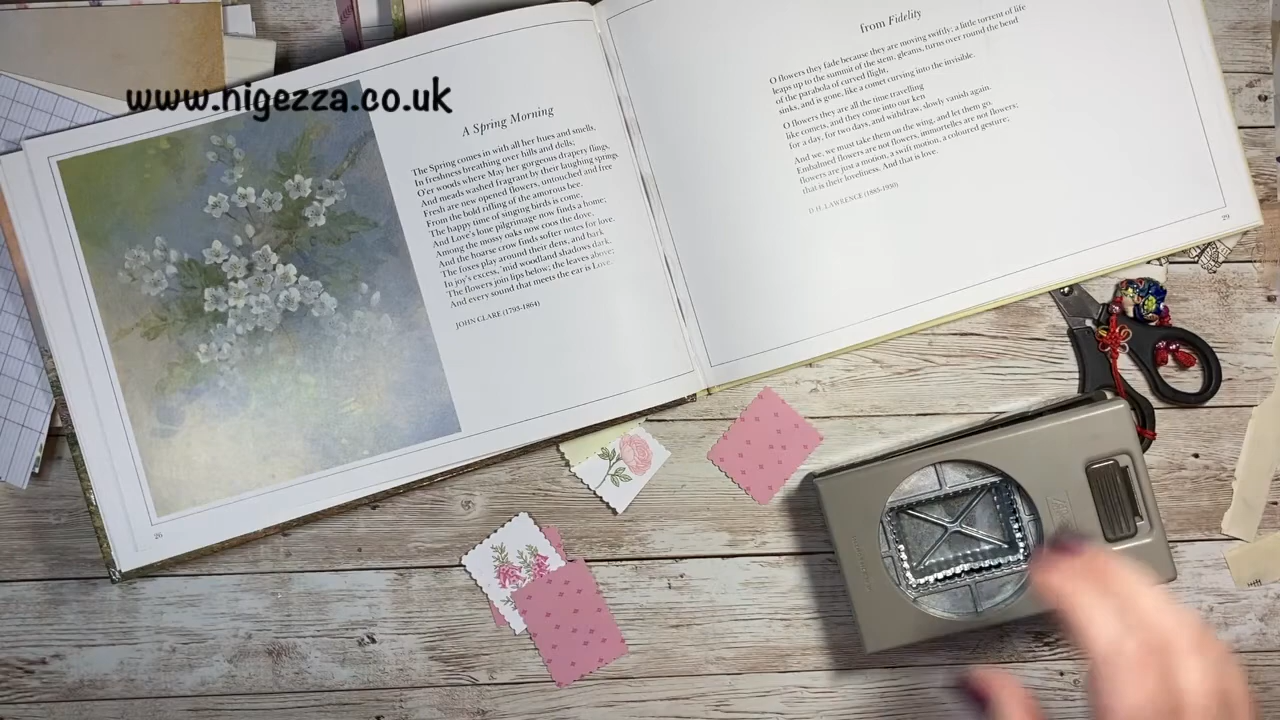 www.nigezza.co.uk
A Spring Morning
The Spring comes in with all her hues and smells,
In freshness breathing over hills and dells;
O'er woods where May her gorgeous drapery flings,
And meads washed fragrant by their laughing springs.
Fresh are new opened flowers, untouched and free
From the bold rifling of the amorous bee.
The happy time of singing birds is come,
And Love's lone pilgrimage now finds a home;
Among the mossy oaks now coos the dove,
And the hoarse crow finds softer notes for love.
The foxes play around their dens, and bark
In joy's excess, 'mid woodland shadows dark.
The flowers join lips below; the leaves above;
And every sound that meets the ear is Love.
JOHN CLARE (1793-1864)
26
from Fidelity
O flowers they fade because they are moving swiftly; a little torrent of life
leaps up to the summit of the stem, gleams, turns over round the bend
of the parabola of curved flight,
sinks, and is gone, like a comet curving into the invisible.
O flowers they are all the time travelling
like comets, and they come into our ken
for a day, for two days, and withdraw, slowly vanish again.
And we, we must take them on the wing, and let them go.
Embalmed flowers are not flowers, immortelles are not flowers;
flowers are just a motion, a swift motion, a coloured gesture;
that is their loveliness. And that is love.
D.H. LAWRENCE (1885-1930)
29